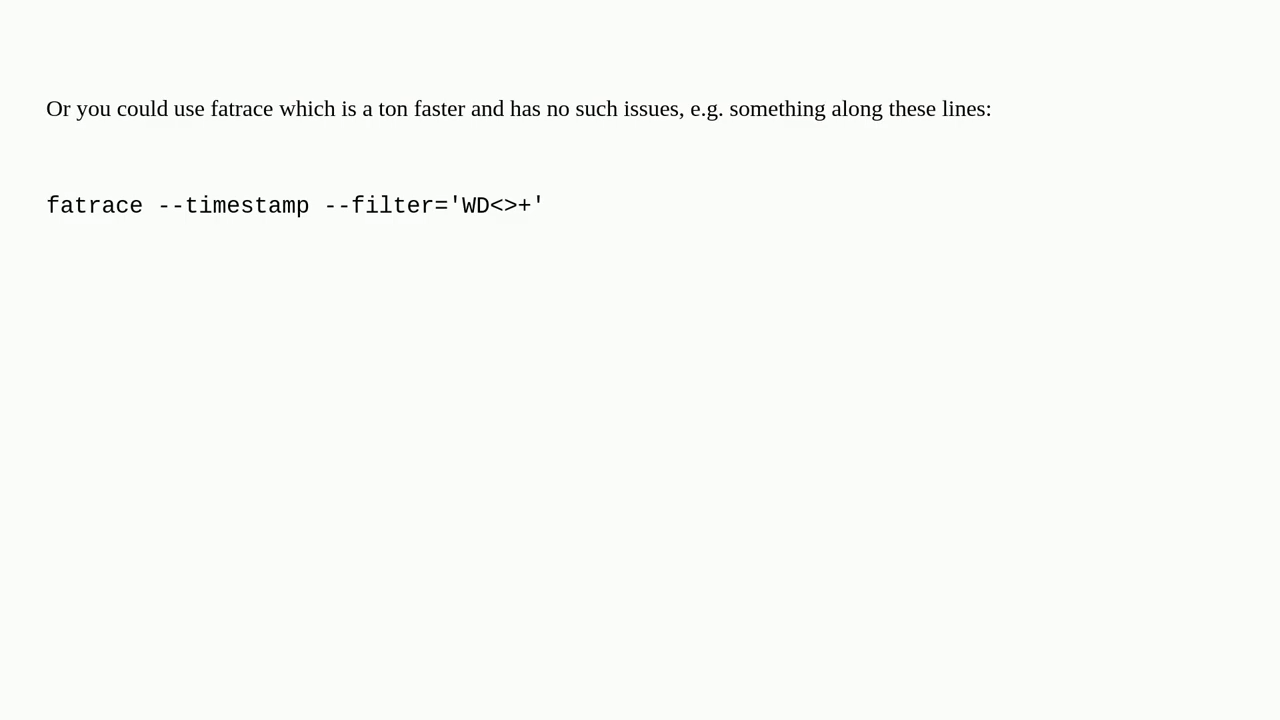 Or you could use fatrace which is a ton faster and has no such issues, e.g. something along these lines:
fatrace --timestamp --filter='WD<>+'